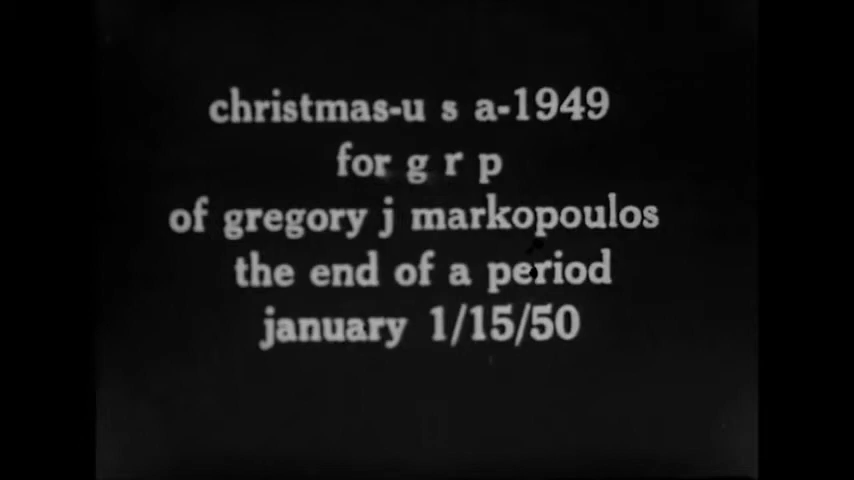 christmas-u s a-1949
for g r p
of gregory j markopoulos
the end of a period
january 1/15/50